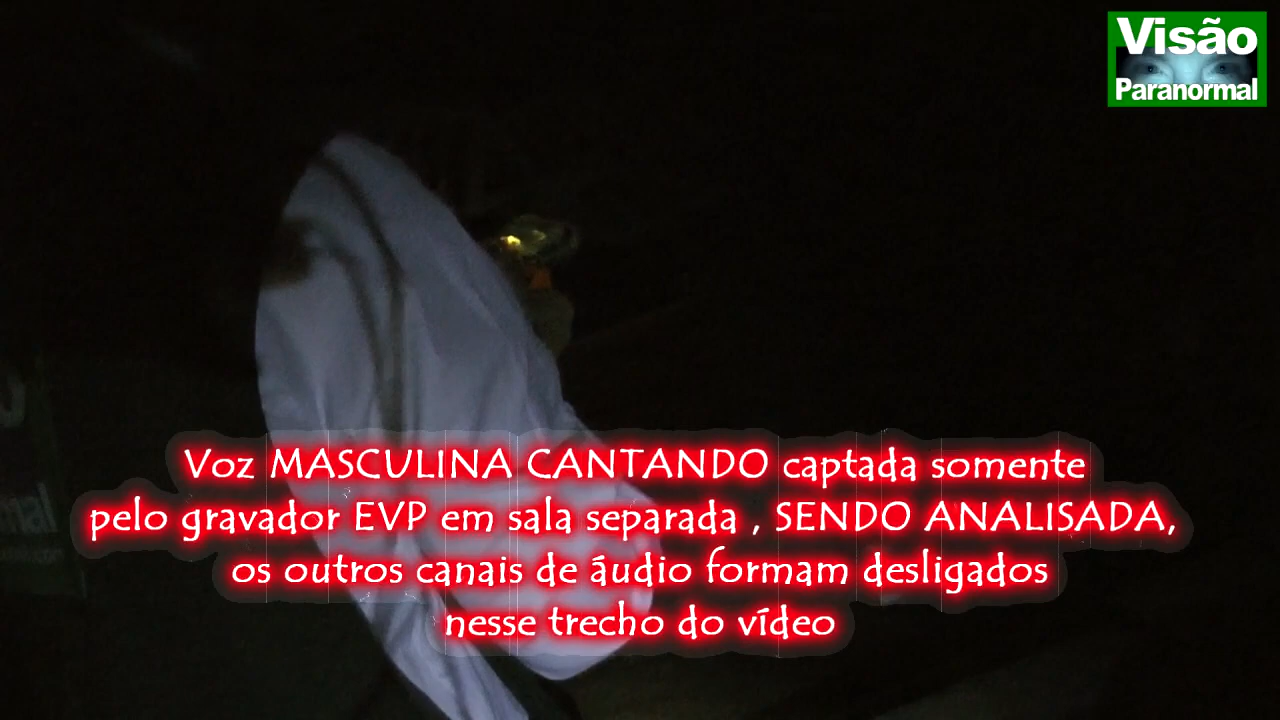 Visão
Paranormal
Voz MASCULINA CANTANDO captada somente
pelo gravador EVP em sala separada , SENDO ANALISADA,
os outros canais de áudio formam desligados
nesse trecho do vídeo